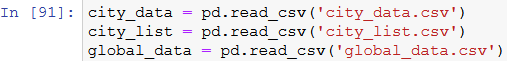 In [91]: city_data = pd.read_csv('city_data.csv')
city_list = pd.read_csv('city_list.csv')
global_data = pd.read_csv('global_data.csv')